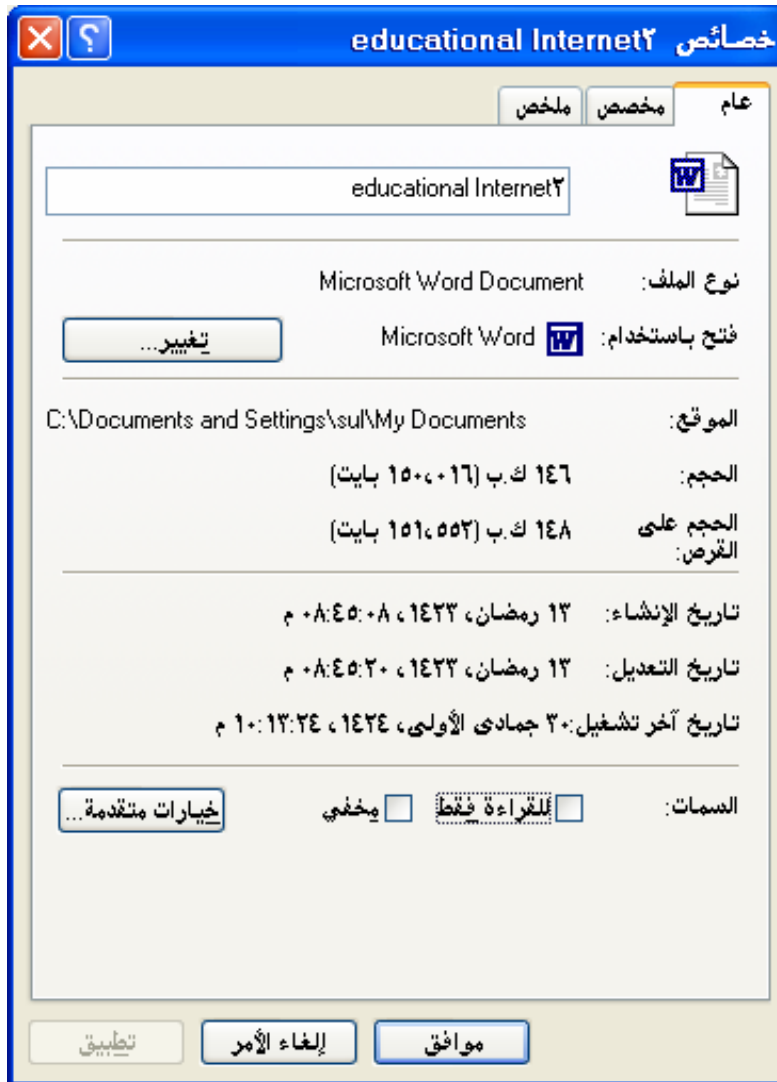 خصائص educational Internet٢
عام مخصص ملخص
educational Internet٢
نوع الملف: Microsoft Word Document
فتح باستخدام: Microsoft Word تغيير...
الموقع: C:\Documents and Settings\sul\My Documents
الحجم: ١٤٦ ك.ب (١٥٠،٠١٦ بايت)
الحجم على القرص: ١٤٨ ك.ب (١٥١،٥٥٢ بايت)
تاريخ الإنشاء: ١٣ رمضان، ١٤٢٣، ٠٨:٤٥:٠٨ م
تاريخ التعديل: ١٣ رمضان، ١٤٢٣، ٠٨:٤٥:٢٠ م
تاريخ آخر تشغيل: ٣٠ جمادى الأولى، ١٤٢٤، ١٠:١٣:٢٤ م
السمات: للقراءة فقط مخفي خيارات متقدمة...
موافق إلغاء الأمر تطبيق